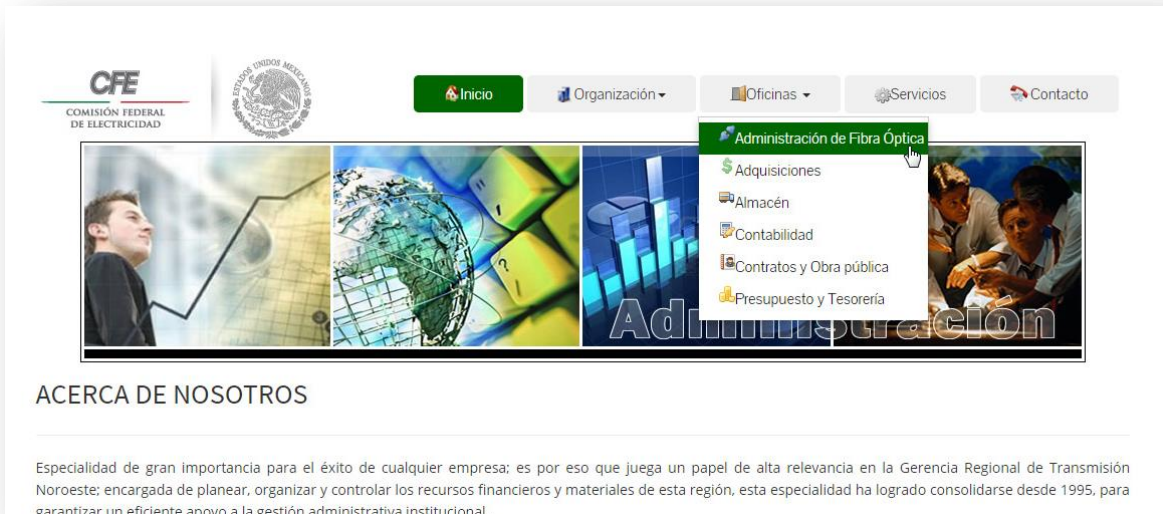 CFE
COMISIÓN FEDERAL
DE ELECTRICIDAD
ESTADOS UNIDOS MEXICANOS
Inicio
Organización
Oficinas
Servicios
Contacto
Administración de Fibra Óptica
Adquisiciones
Almacén
Contabilidad
Contratos y Obra pública
Presupuesto y Tesorería
Administración
ACERCA DE NOSOTROS
Especialidad de gran importancia para el éxito de cualquier empresa; es por eso que juega un papel de alta relevancia en la Gerencia Regional de Transmisión
Noroeste; encargada de planear, organizar y controlar los recursos financieros y materiales de esta región, esta especialidad ha logrado consolidarse desde 1995, para
garantizar un eficiente apoyo a la gestión administrativa institucional